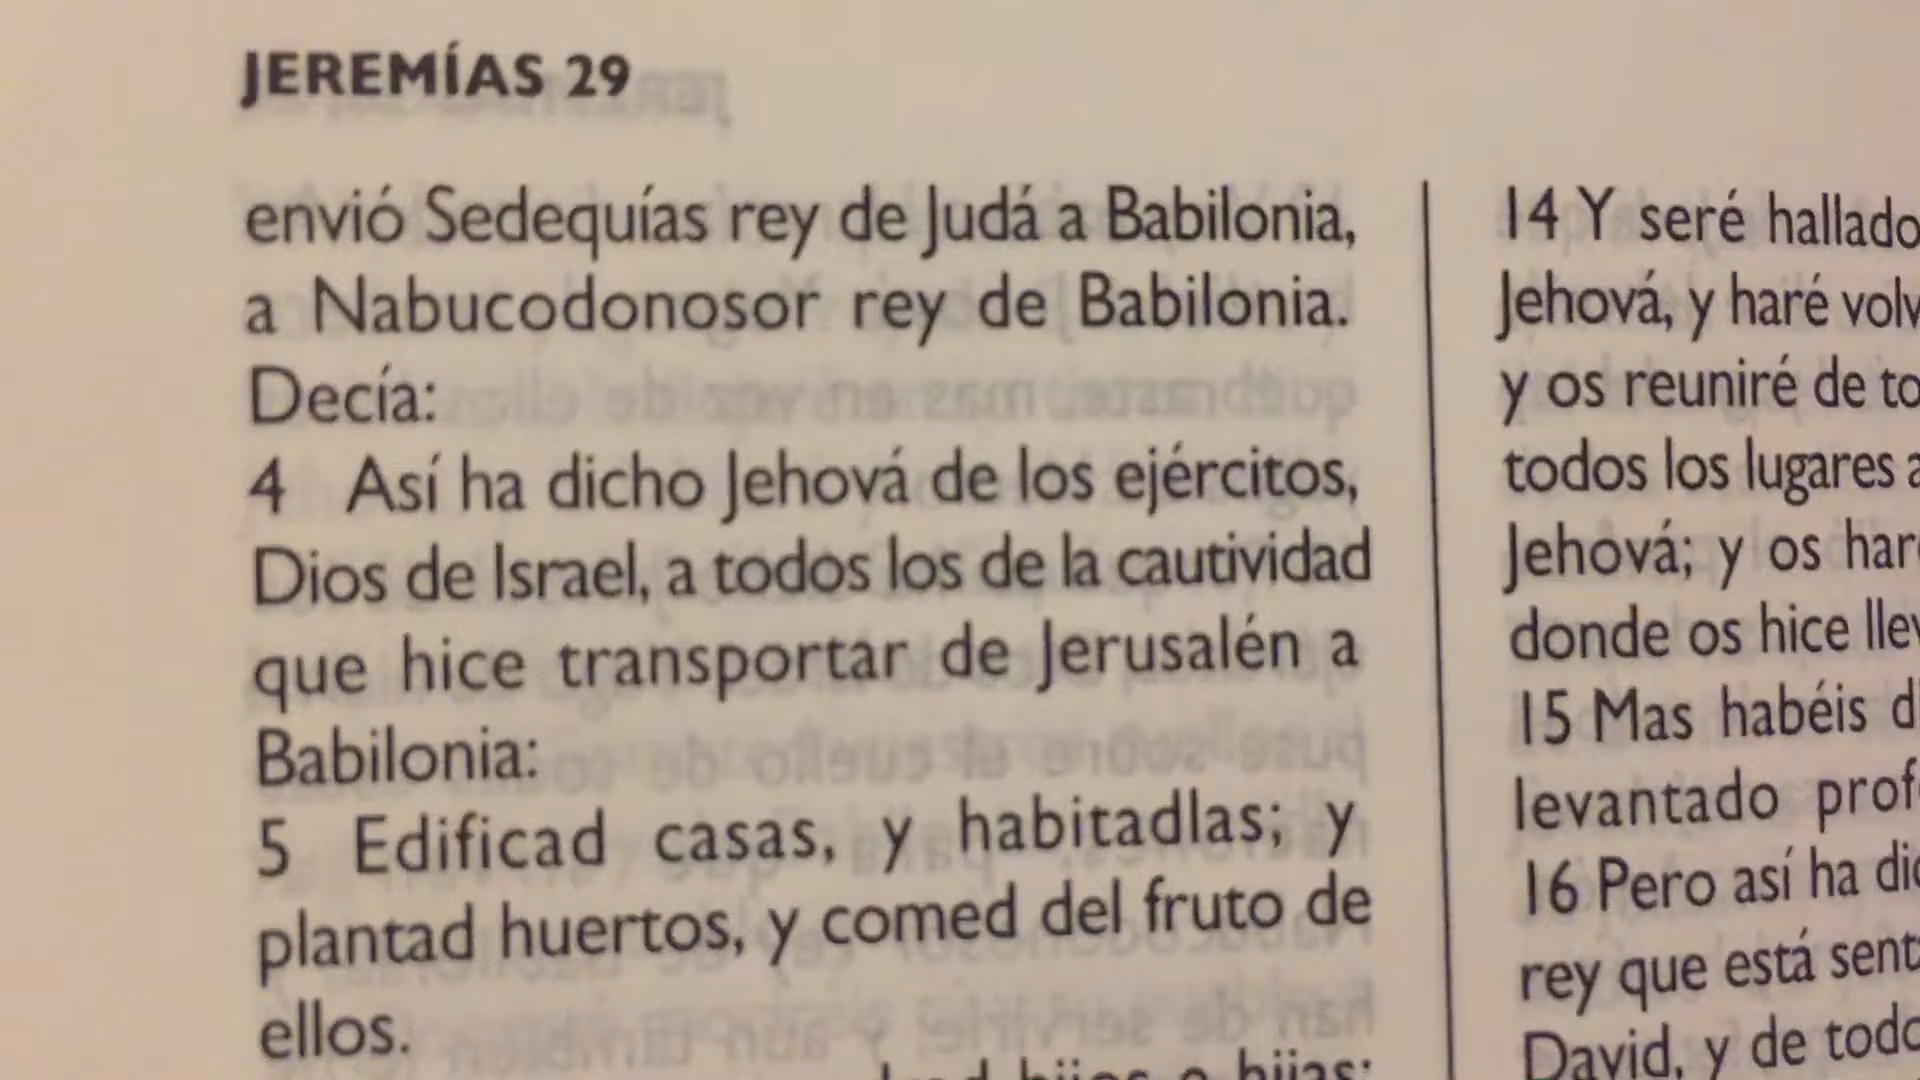 JEREMÍAS 29
envió Sedequías rey de Judá a Babilonia,
a Nabucodonosor rey de Babilonia.
Decía:
4 Así ha dicho Jehová de los ejércitos,
Dios de Israel, a todos los de la cautividad
que hice transportar de Jerusalén a
Babilonia:
5 Edificad casas, y habitadlas; y
plantad huertos, y comed del fruto de
ellos.
hijos e hijas;
14 Y seré hallado
Jehová, y haré
y os reuniré de
todos los lugares
Jehová; y os
donde os hice
15 Mas habéis
levantado
16 Pero así ha
rey que está
David, y de